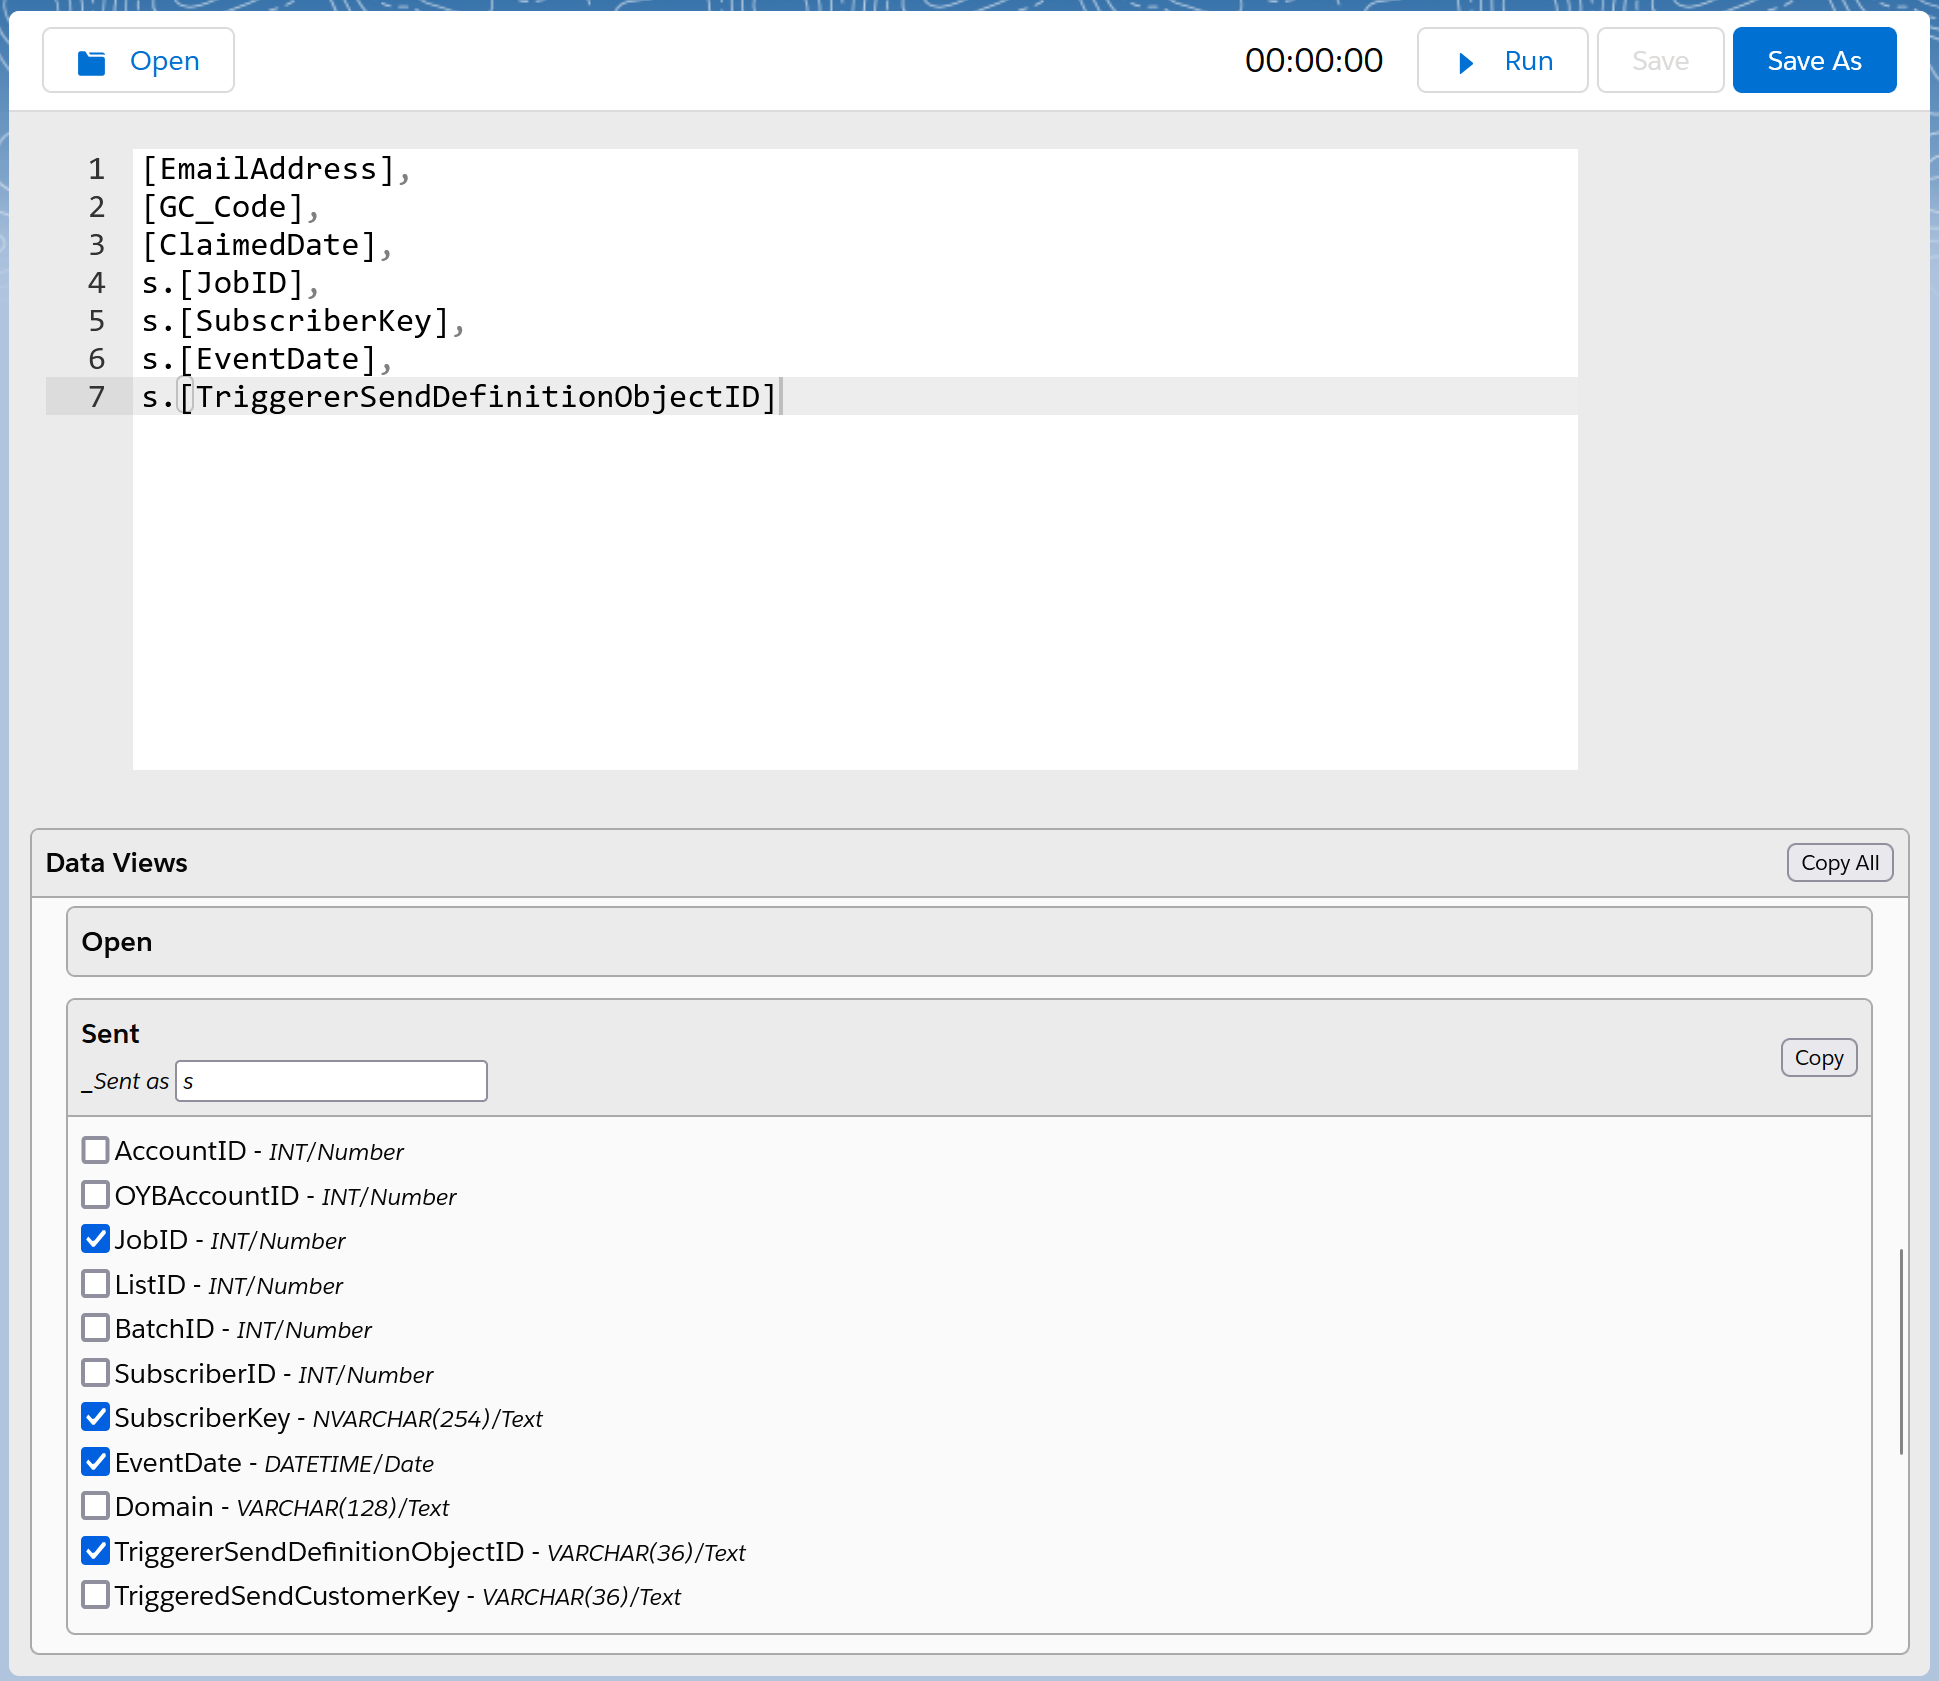 Open
00:00:00
Run
Save
Save As
1 [EmailAddress],
2 [GC_Code],
3 [ClaimedDate],
4 s.[JobID],
5 s.[SubscriberKey],
6 s.[EventDate],
7 s.[TriggererSendDefinitionObjectID]
Data Views
Copy All
Open
Sent
_Sent as s
Copy
AccountID - INT/Number
OYBAccountID - INT/Number
JobID - INT/Number
ListID - INT/Number
BatchID - INT/Number
SubscriberID - INT/Number
SubscriberKey - NVARCHAR(254)/Text
EventDate - DATETIME/Date
Domain - VARCHAR(128)/Text
TriggererSendDefinitionObjectID - VARCHAR(36)/Text
TriggeredSendCustomerKey - VARCHAR(36)/Text